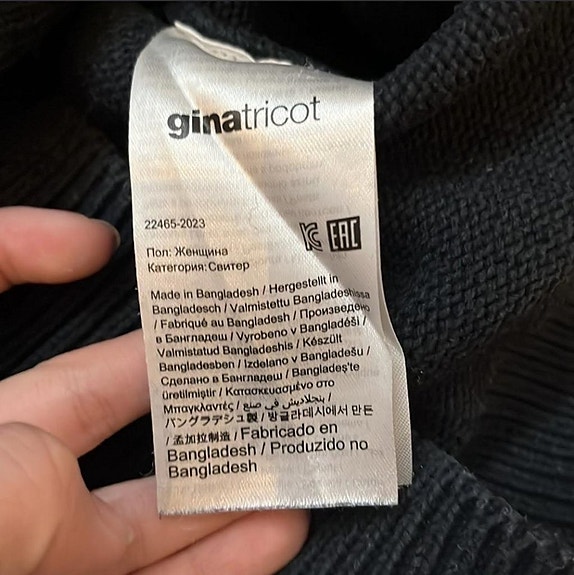 ginatricot
22465-2023
EAC
Пол: Женщина
Категория: Свитер
Made in Bangladesh / Hergestellt in
Bangladesch / Valmistettu Bangladeshissa
/ Fabriqué au Bangladesh / Произведено
в Бангладеш / Vyrobeno v Bangladéši /
Valmistatud Bangladeshis / Készült
Bangladesben / Izdelano v Bangladešu /
Сделано в Бангладеш / Bangladeş'te
üretilmiştir / Κατασκευασμένο στο
Μπαγκλαντές / بنجلاديش في صنع /
バングラデシュ製 / 방글라데시에서 만든
/ 孟加拉制造 / Fabricado en
Bangladesh / Produzido no
Bangladesh